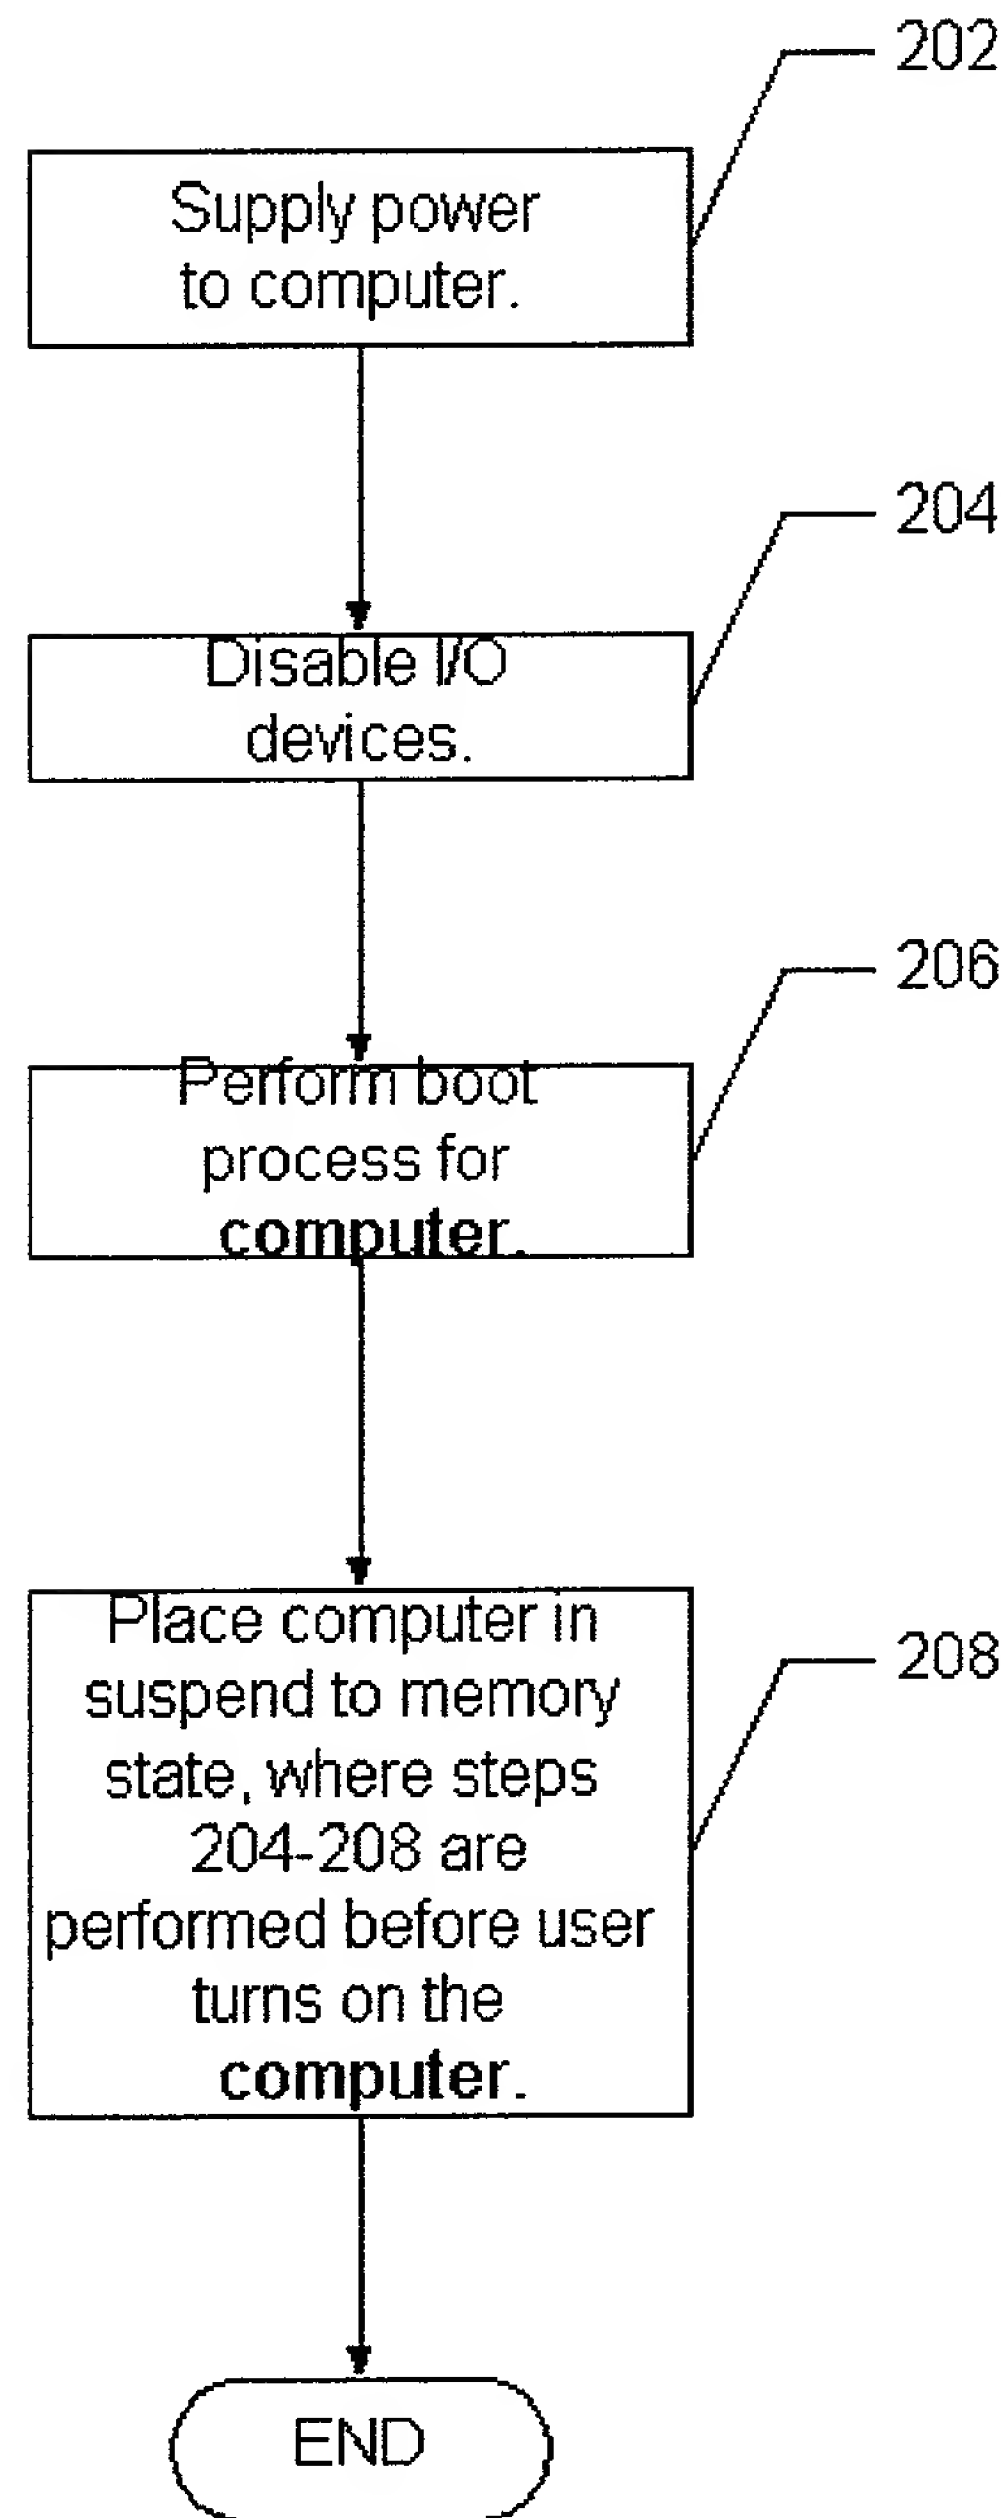 202
Supply power
to computer.
204
Disable I/O
devices.
206
Perform boot
process for
computer.
208
Place computer in
suspend to memory
state, where steps
204-208 are
performed before user
turns on the
computer.
END